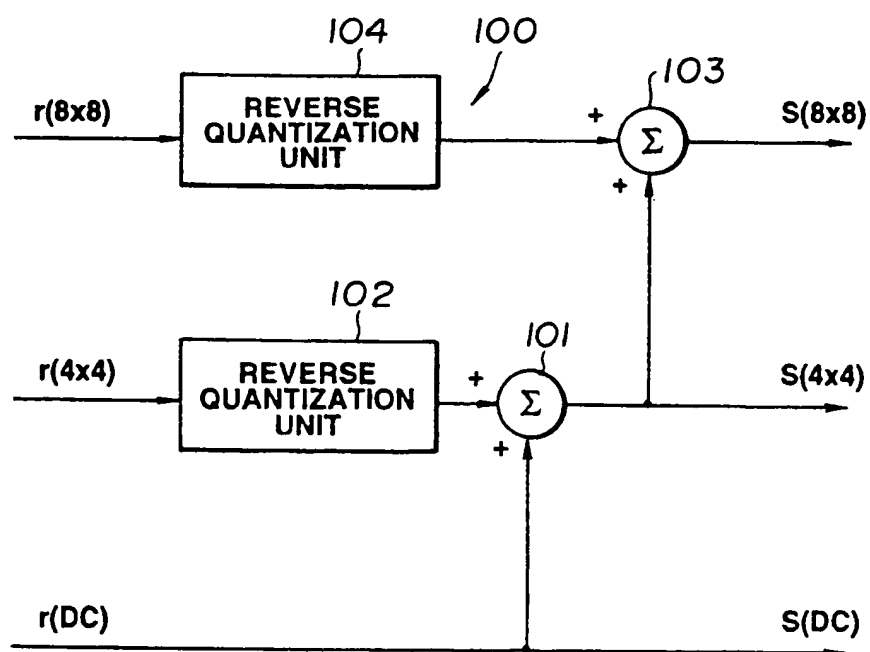 104
100
103
r(8x8)
REVERSE
QUANTIZATION
UNIT
+
Σ
S(8x8)
+
102
101
r(4x4)
REVERSE
QUANTIZATION
UNIT
+
Σ
S(4x4)
+
r(DC)
S(DC)